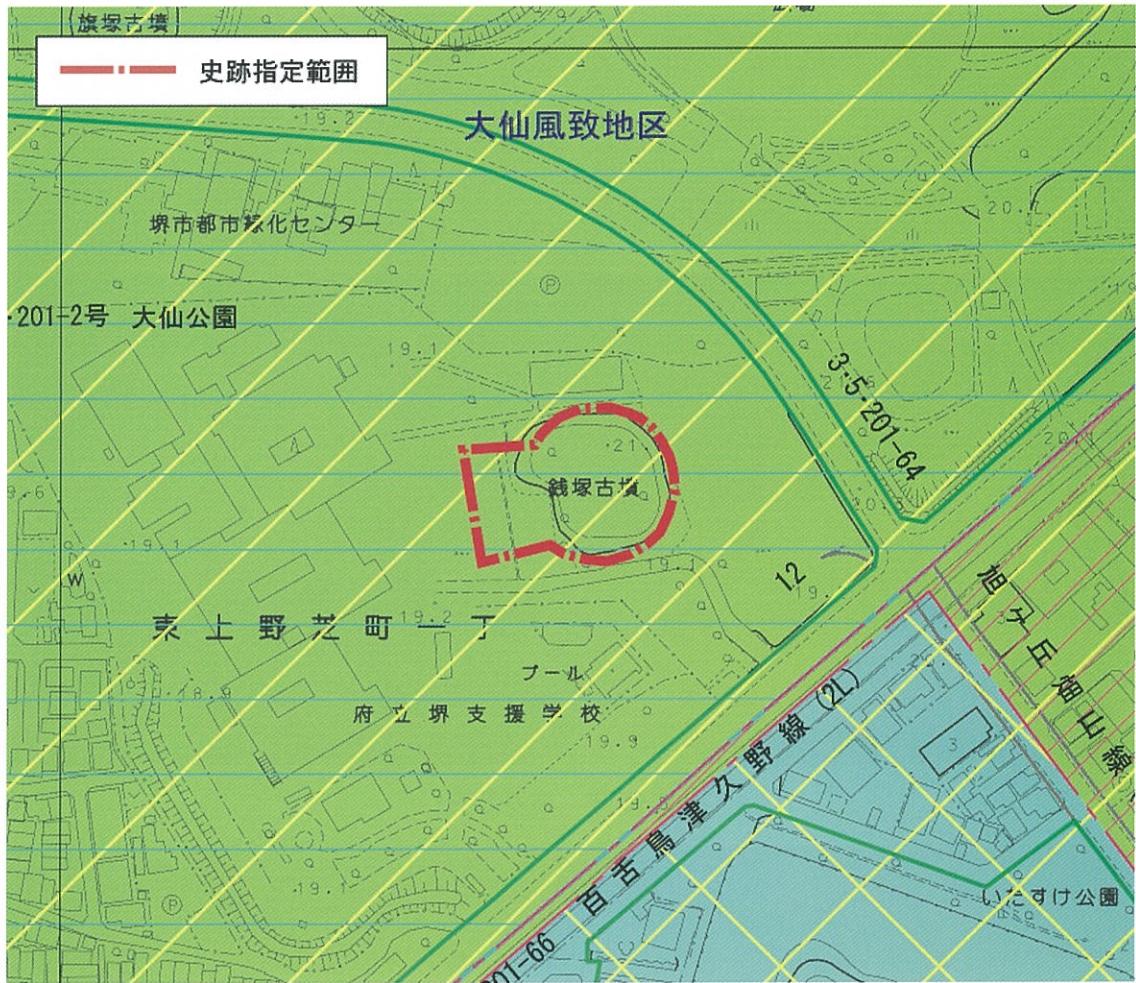 旗塚古墳
史跡指定範囲
大仙風致地区
19.2
堺市都市緑化センター
20.
・201-2号 大仙公園
19.1
3・5・201-64
20.
21
銭塚古墳
9.6
19.1
19.1
W
12
19.
旭ケ丘畑山線
東上野芝町一丁
19.2
プール
18.9
府立堺支援学校
19.9
3
百舌鳥津久野線(2L)
19.1
いたすけ公園
201-66
P
P